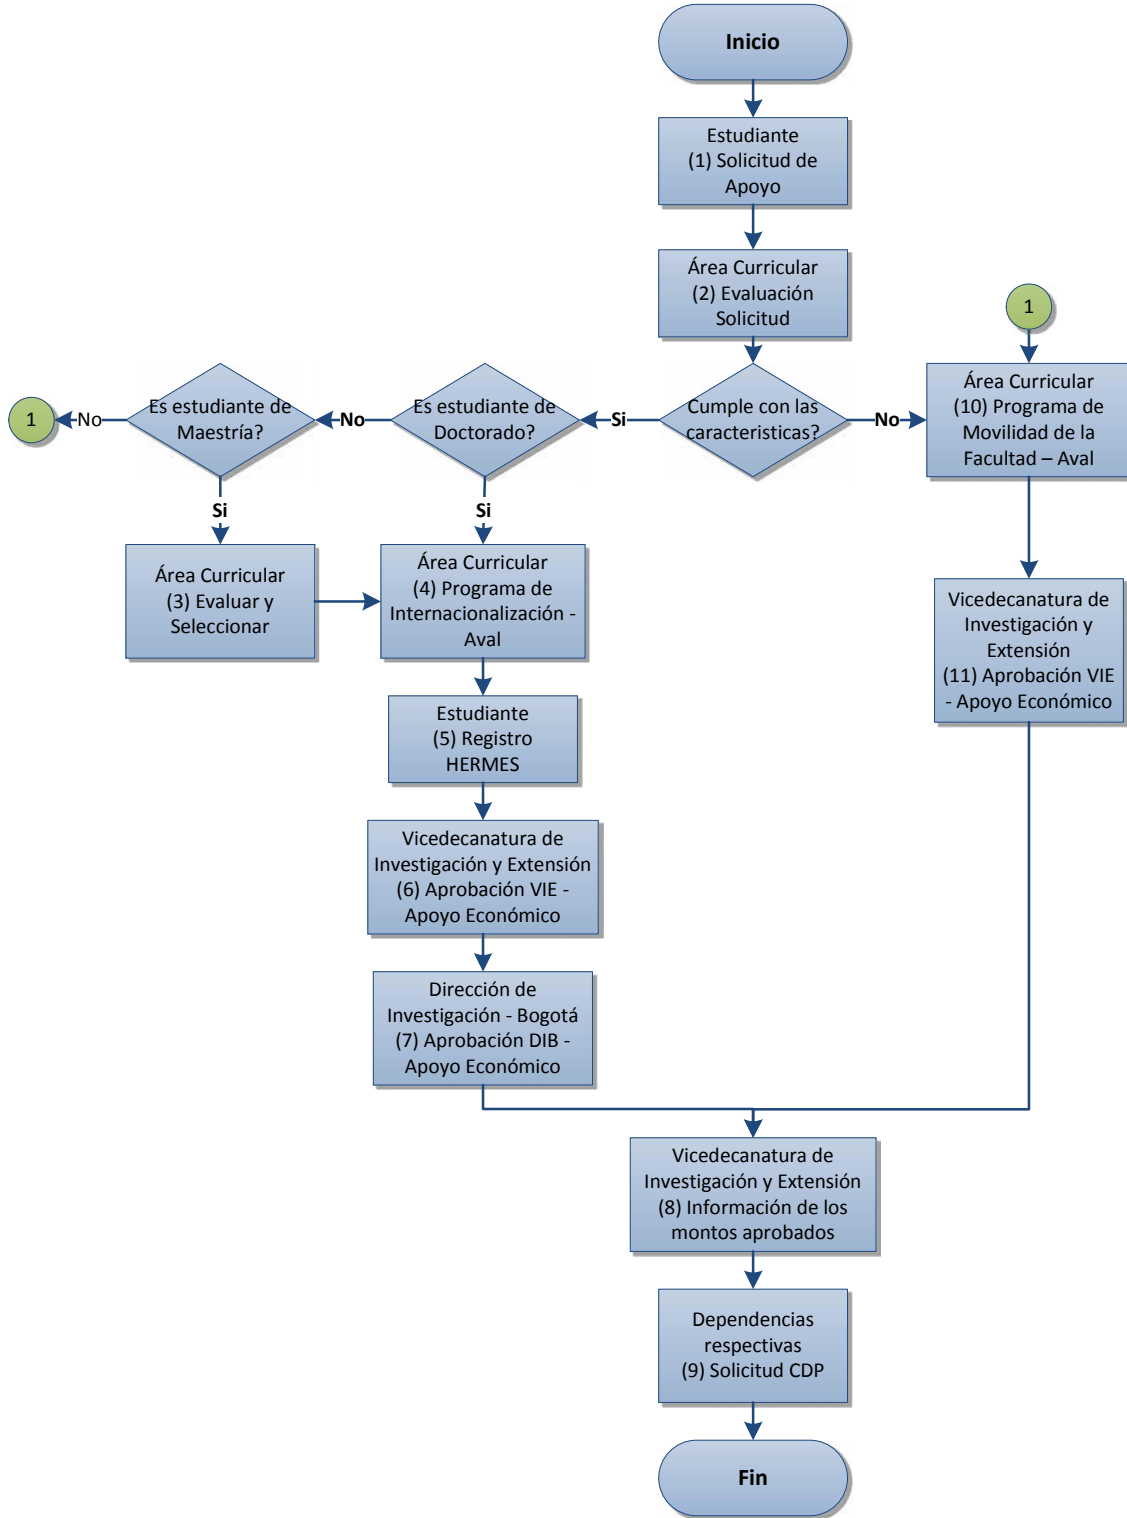 Inicio
Estudiante
(1) Solicitud de
Apoyo
Área Curricular
(2) Evaluación
Solicitud
1
Cumple con las
caracteristicas?
Si
No
Es estudiante de
Doctorado?
No
Si
Es estudiante de
Maestría?
No
1
Si
Área Curricular
(10) Programa de
Movilidad de la
Facultad – Aval
Área Curricular
(3) Evaluar y
Seleccionar
Área Curricular
(4) Programa de
Internacionalización -
Aval
Vicedecanatura de
Investigación y
Extensión
(11) Aprobación VIE
- Apoyo Económico
Estudiante
(5) Registro
HERMES
Vicedecanatura de
Investigación y Extensión
(6) Aprobación VIE -
Apoyo Económico
Dirección de
Investigación - Bogotá
(7) Aprobación DIB -
Apoyo Económico
Vicedecanatura de
Investigación y Extensión
(8) Información de los
montos aprobados
Dependencias
respectivas
(9) Solicitud CDP
Fin